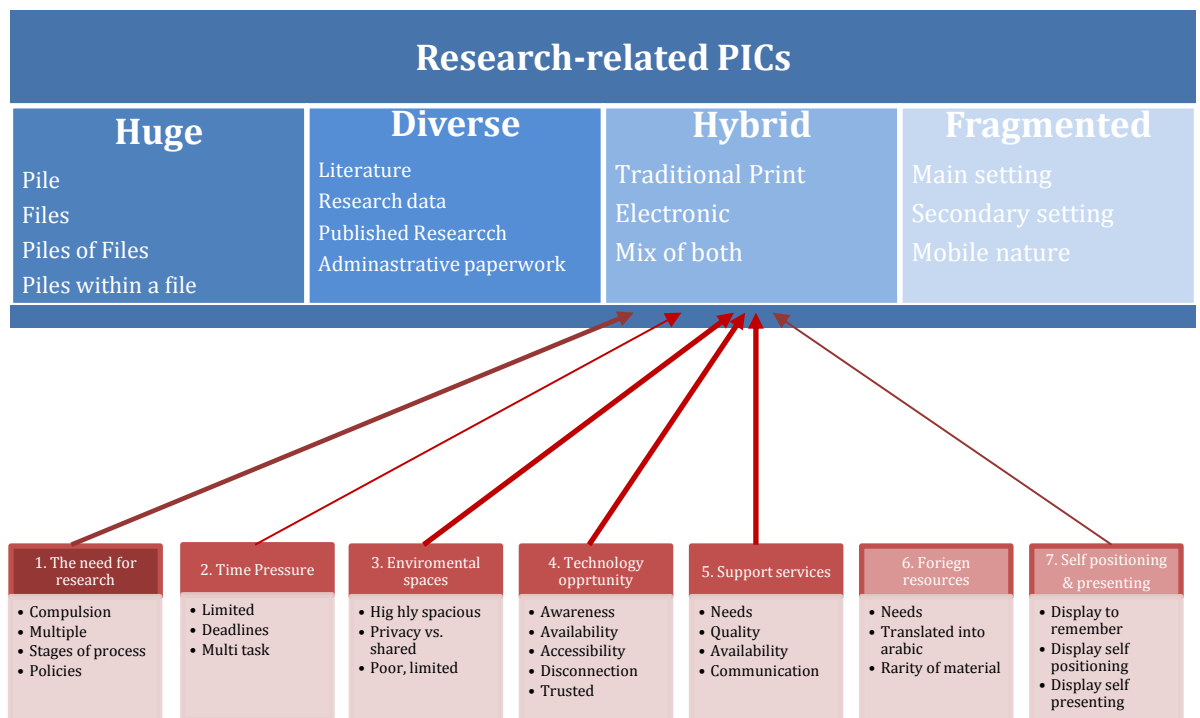 Research-related PICs
Huge
Pile
Files
Piles of Files
Piles within a file
Diverse
Literature
Research data
Published Researcch
Adminastrative paperwork
Hybrid
Traditional Print
Electronic
Mix of both
Fragmented
Main setting
Secondary setting
Mobile nature
1. The need for
research
• Compulsion
• Multiple
• Stages of process
• Policies
2. Time Pressure
• Limited
• Deadlines
• Multi task
3. Enviromental
spaces
• Hig hly spacious
• Privacy vs.
shared
• Poor, limited
4. Technology
opprtunity
• Awareness
• Availability
• Accessibility
• Disconnection
• Trusted
5. Support services
• Needs
• Quality
• Availability
• Communication
6. Foriegn
resources
• Needs
• Translated into
arabic
• Rarity of material
7. Self positioning
& presenting
• Display to
remember
• Display self
positioning
• Display self
presenting